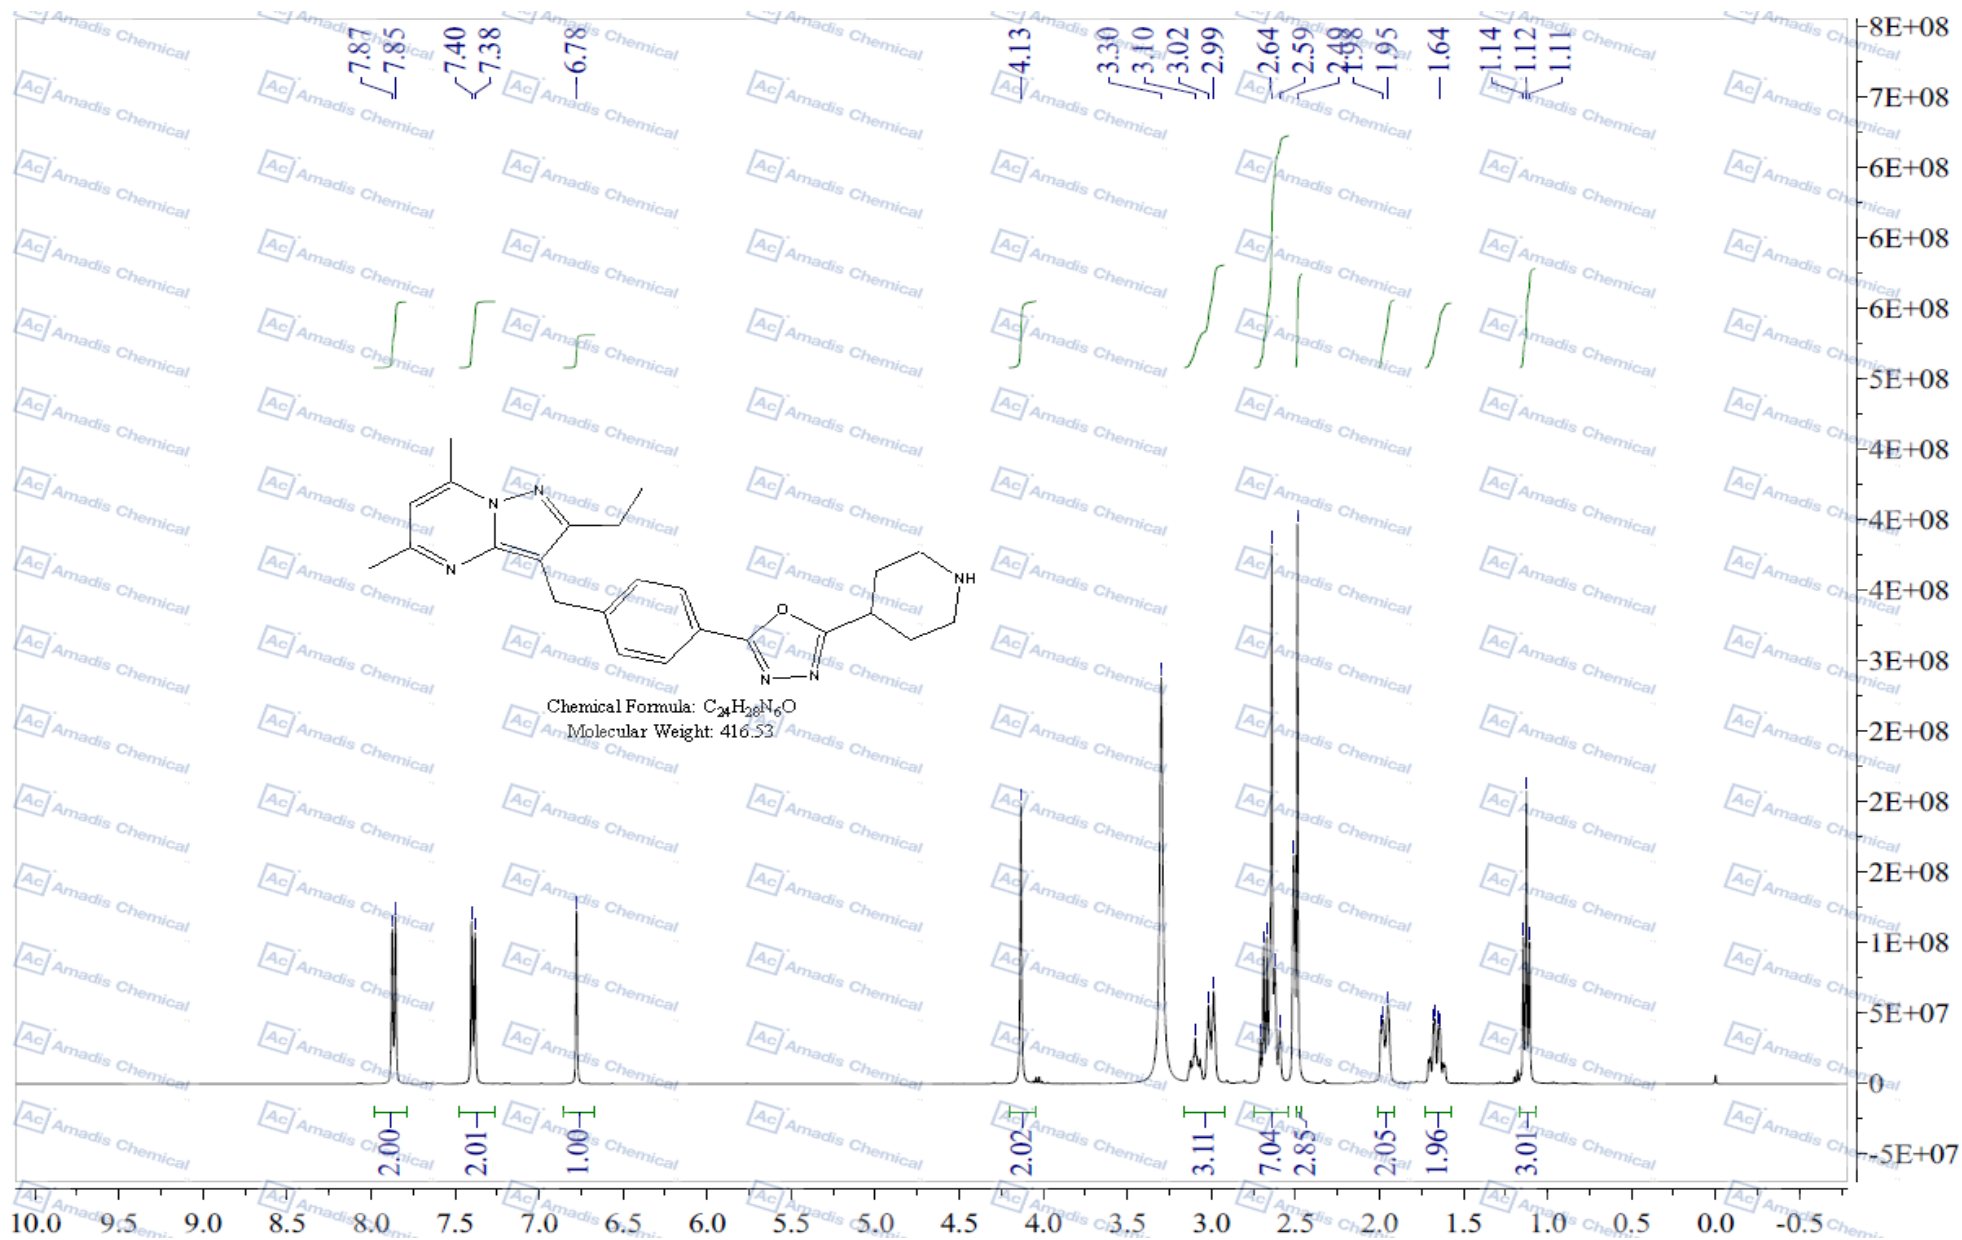 7.87
7.85
7.40
7.38
6.78
4.13
3.30
3.10
3.02
2.99
2.64
2.59
2.49
1.98
1.95
1.64
1.14
1.12
1.11
8E+08
7E+08
6E+08
6E+08
6E+08
5E+08
4E+08
4E+08
4E+08
3E+08
2E+08
2E+08
2E+08
1E+08
5E+07
0
-5E+07
N
N
N
O
N
N
NH
Chemical Formula: C24H28N6O
Molecular Weight: 416.53
2.00
2.01
1.00
2.02
3.11
7.04
2.85
2.05
1.96
3.01
10.0 9.5 9.0 8.5 8.0 7.5 7.0 6.5 6.0 5.5 5.0 4.5 4.0 3.5 3.0 2.5 2.0 1.5 1.0 0.5 0.0 -0.5
Ac Amadis Chemical